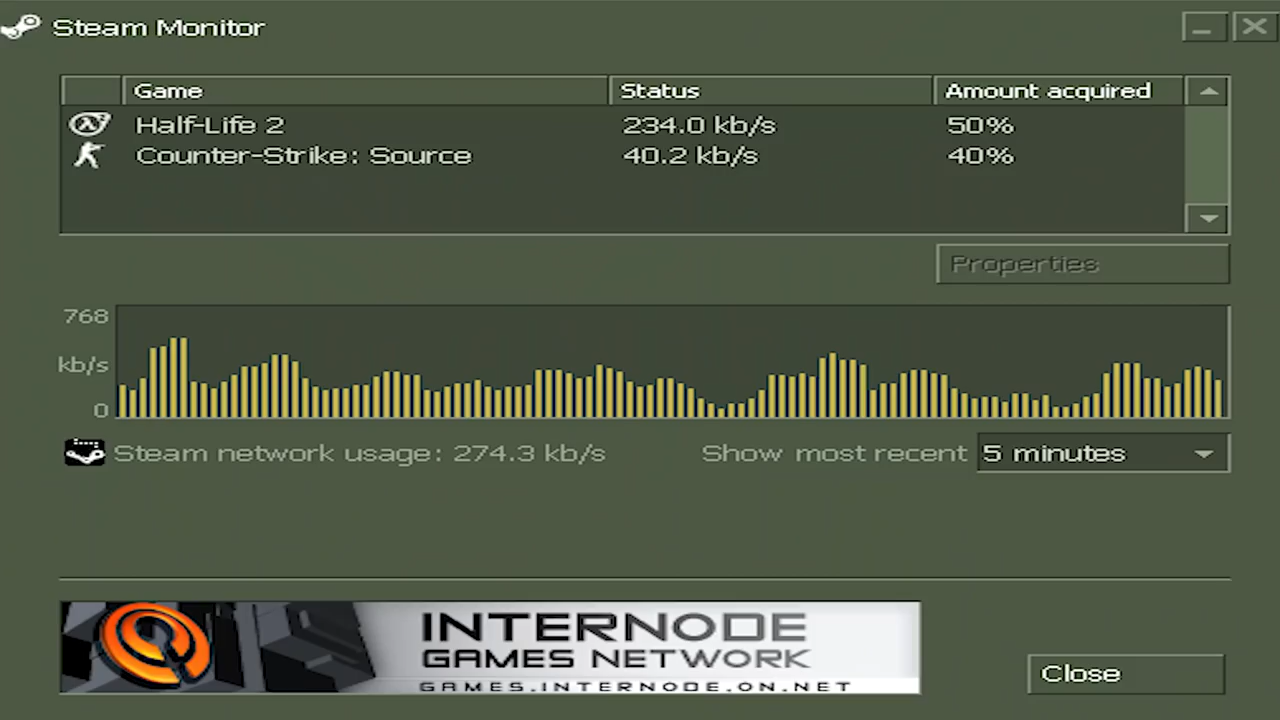 Steam Monitor
Game Status Amount acquired
Half-Life 2 234.0 kb/s 50%
Counter-Strike: Source 40.2 kb/s 40%
Properties
768
kb/s
0
Steam network usage: 274.3 kb/s Show most recent 5 minutes
INTERNODE
GAMES NETWORK
GAMES.INTERNODE.ON.NET
Close